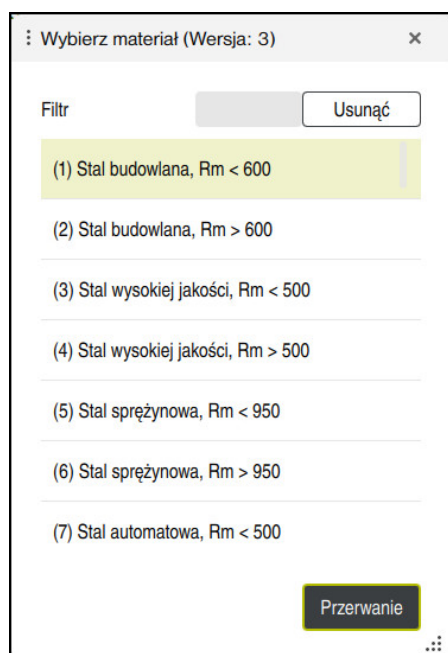 Wybierz materiał (Wersja: 3)
Filtr Usunąć
(1) Stal budowlana, Rm < 600
(2) Stal budowlana, Rm > 600
(3) Stal wysokiej jakości, Rm < 500
(4) Stal wysokiej jakości, Rm > 500
(5) Stal sprężynowa, Rm < 950
(6) Stal sprężynowa, Rm > 950
(7) Stal automatowa, Rm < 500
Przerwanie